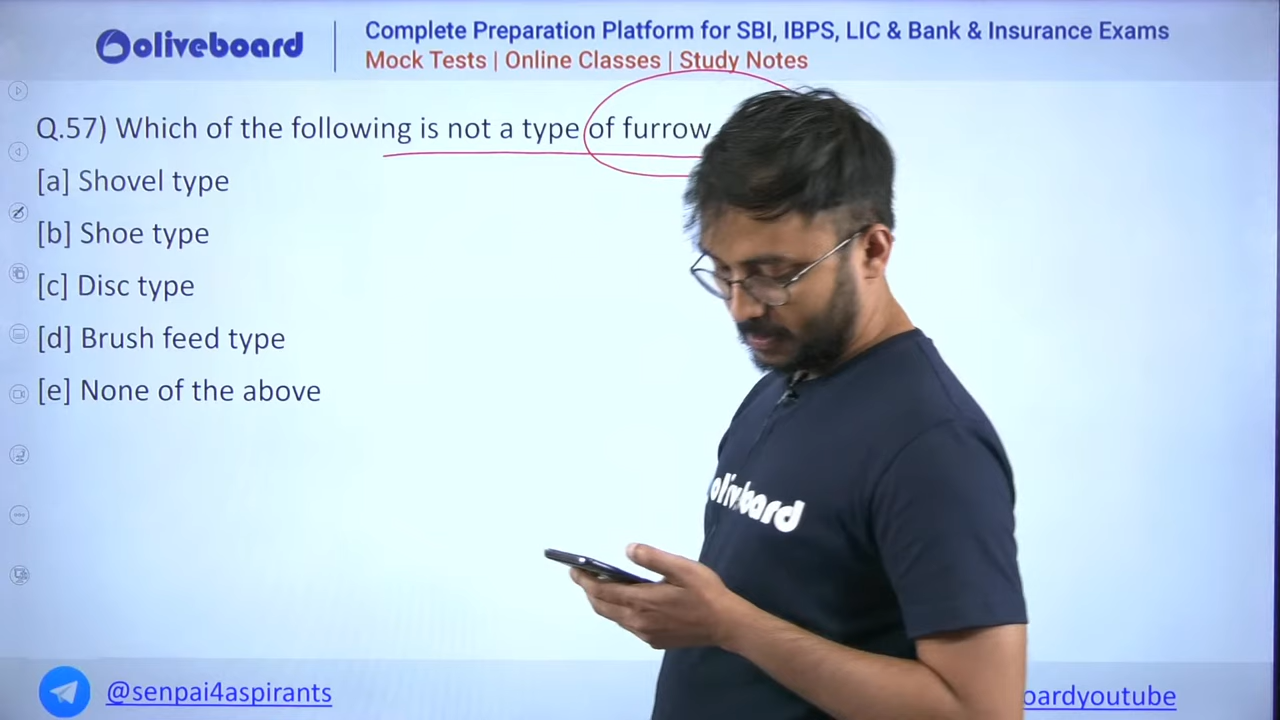 oliveboard
Complete Preparation Platform for SBI, IBPS, LIC & Bank & Insurance Exams
Mock Tests | Online Classes | Study Notes
Q.57) Which of the following is not a type of furrow
[a] Shovel type
[b] Shoe type
[c] Disc type
[d] Brush feed type
[e] None of the above
oliveboard
@senpai4aspirants
oardyoutube